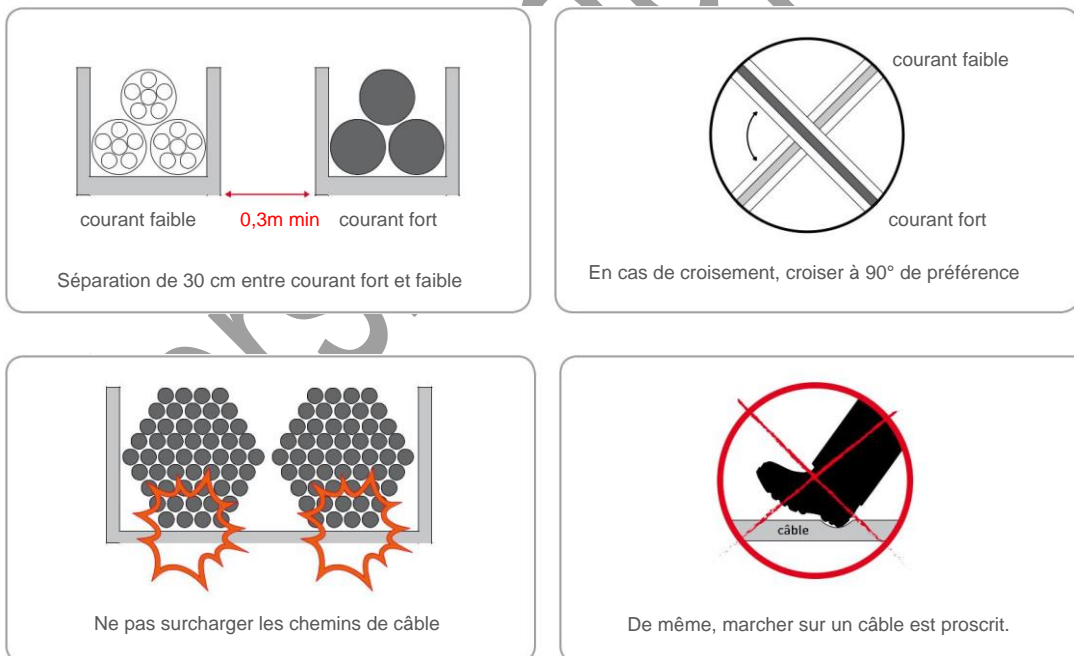 courant faible 0,3m min courant fort
Séparation de 30 cm entre courant fort et faible
courant faible
courant fort
En cas de croisement, croiser à 90° de préférence
Ne pas surcharger les chemins de câble
câble
De même, marcher sur un câble est proscrit.